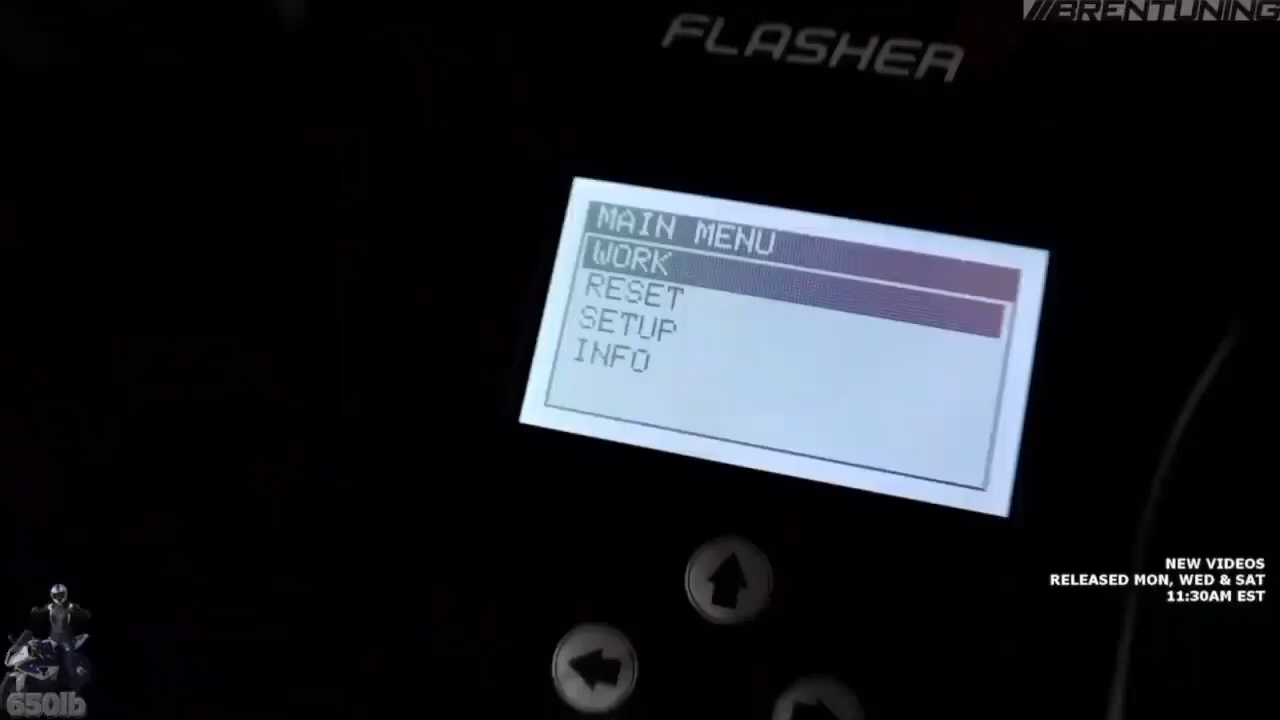 //BRENTUNING
FLASHER
MAIN MENU
WORK
RESET
SETUP
INFO
NEW VIDEOS
RELEASED MON, WED & SAT
11:30AM EST
650lb